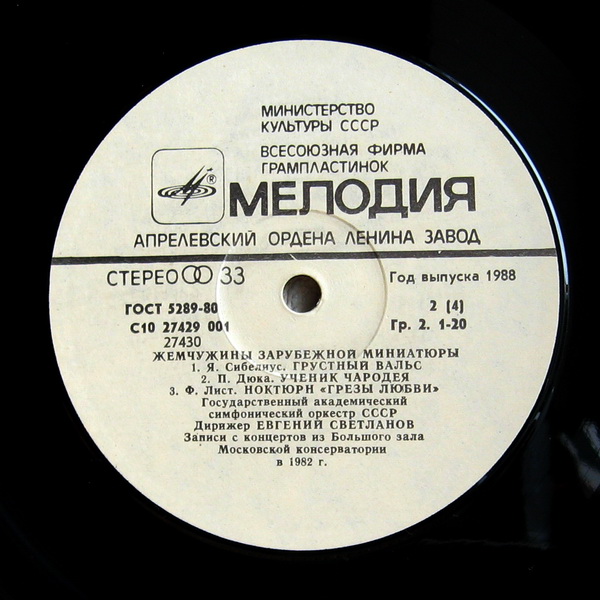 МИНИСТЕРСТВО
КУЛЬТУРЫ СССР
ВСЕСОЮЗНАЯ ФИРМА
ГРАМПЛАСТИНОК
®
МЕЛОДИЯ
АПРЕЛЕВСКИЙ ОРДЕНА ЛЕНИНА ЗАВОД
СТЕРЕО 33
Год выпуска 1988
ГОСТ 5289-80
2 (4)
С10 27429 001
Гр. 2. 1-20
27430
ЖЕМЧУЖИНЫ ЗАРУБЕЖНОЙ МИНИАТЮРЫ
1. Я. Сибелиус. ГРУСТНЫЙ ВАЛЬС
2. П. Дюка. УЧЕНИК ЧАРОДЕЯ
3. Ф. Лист. НОКТЮРН «ГРЕЗЫ ЛЮБВИ»
Государственный академический
симфонический оркестр СССР
Дирижер ЕВГЕНИЙ СВЕТЛАНОВ
Записи с концертов из Большого зала
Московской консерватории
в 1982 г.